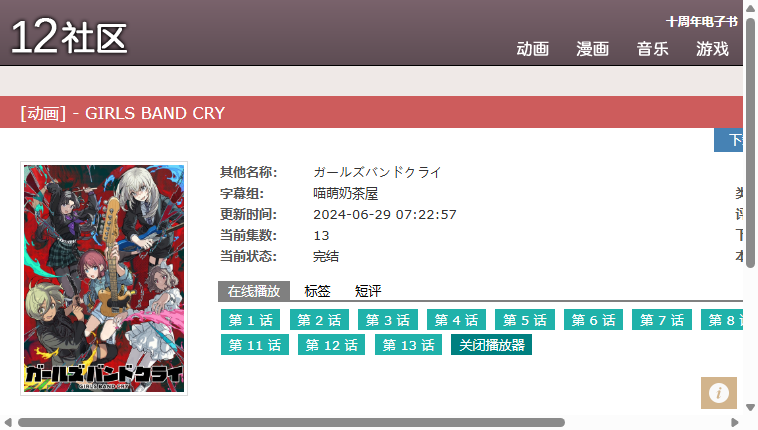 十周年电子书
12社区
动画 漫画 音乐 游戏
[动画] - GIRLS BAND CRY
其他名称: ガールズバンドクライ
字幕组: 喵萌奶茶屋
更新时间: 2024-06-29 07:22:57
当前集数: 13
当前状态: 完结
在线播放 标签 短评
第 1 话 第 2 话 第 3 话 第 4 话 第 5 话 第 6 话 第 7 话 第 8
第 11 话 第 12 话 第 13 话 关闭播放器
ガールズバンドクライ
GIRLS BAND CRY
i